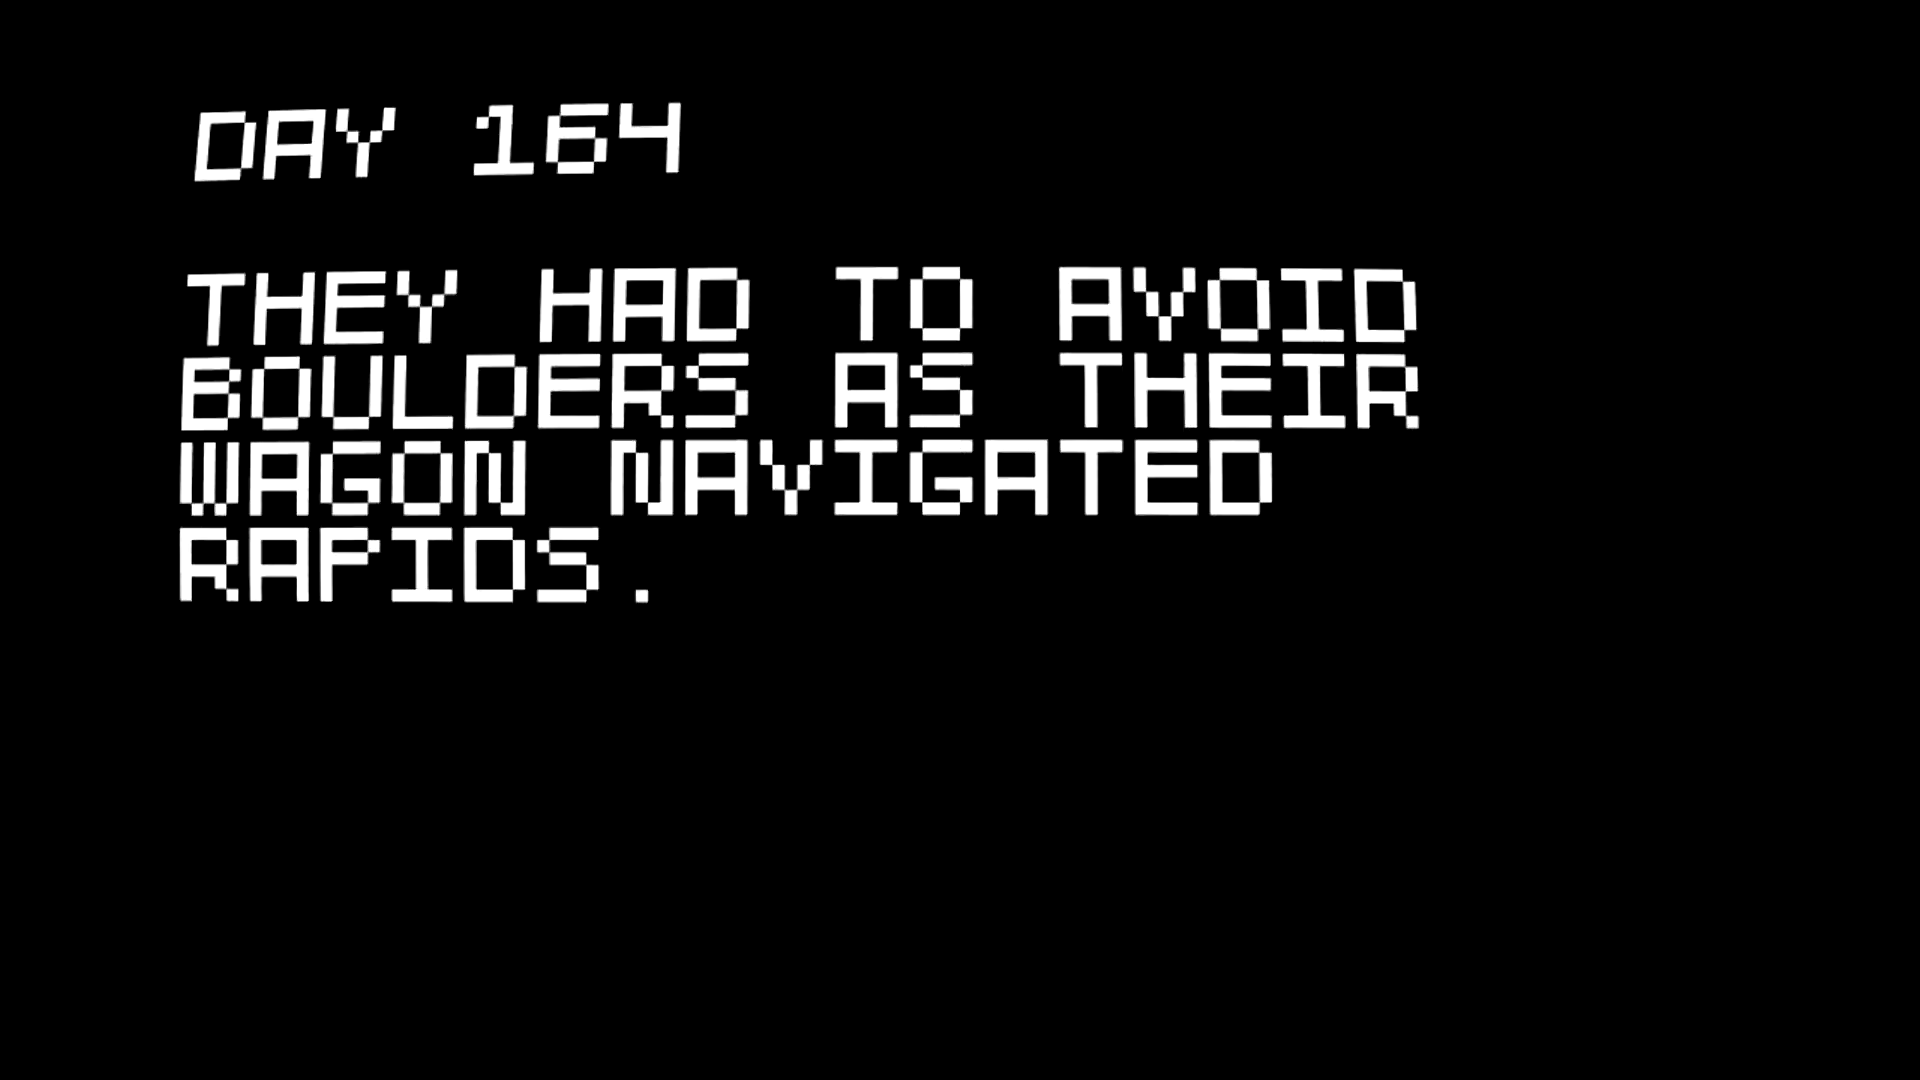 DAY 164
THEY HAD TO AVOID
BOULDERS AS THEIR
WAGON NAVIGATED
RAPIDS.